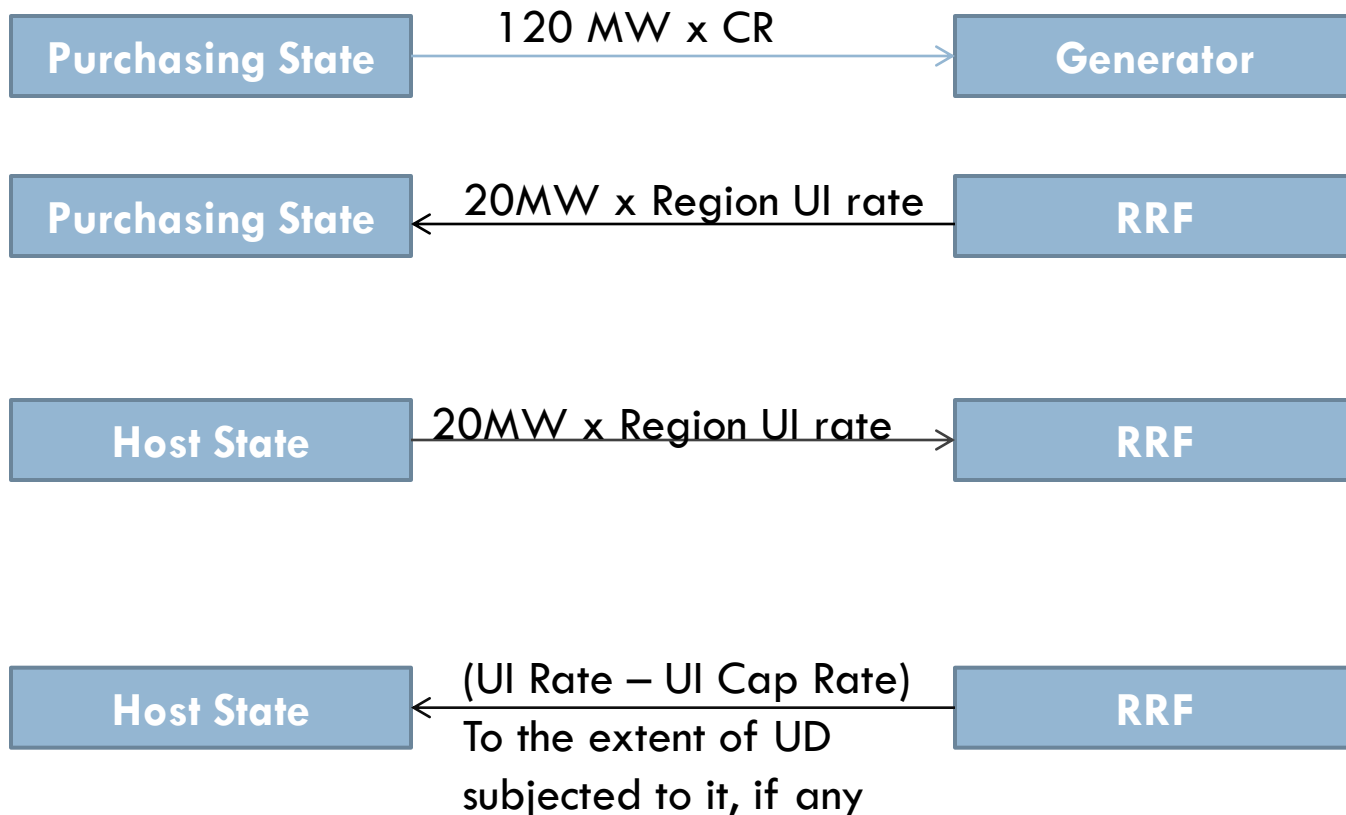 120 MW x CR
Purchasing State
Generator
20MW x Region UI rate
Purchasing State
RRF
20MW x Region UI rate
Host State
RRF
(UI Rate – UI Cap Rate)
Host State
RRF
To the extent of UD
subjected to it, if any